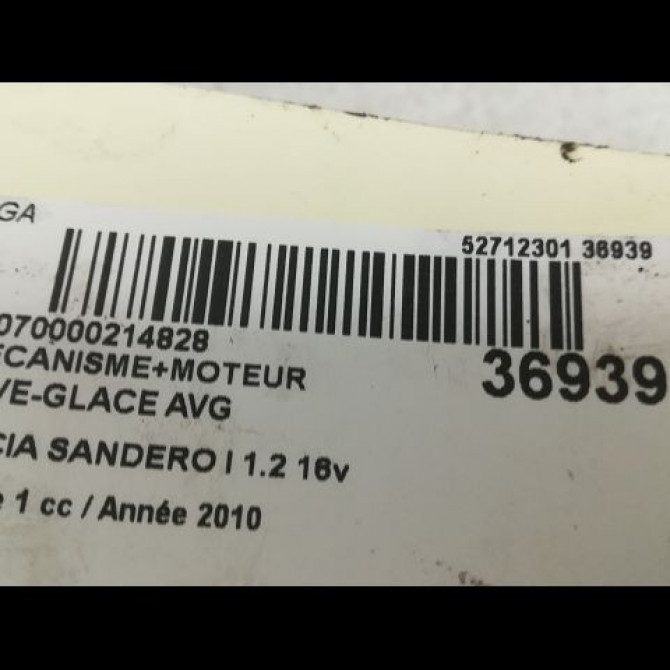 GA
52712301 36939
070000214828
36939
ECANISME+MOTEUR
VE-GLACE AVG
CIA SANDERO I 1.2 16v
e 1 cc / Année 2010